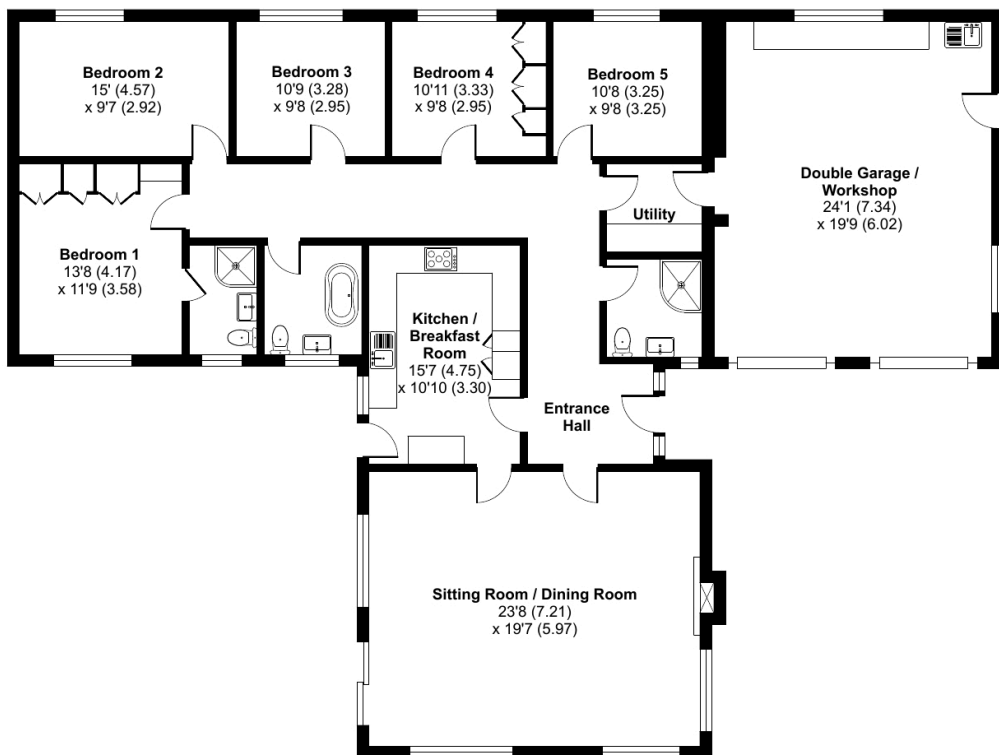 Bedroom 2
15' (4.57)
x 9'7 (2.92)
Bedroom 3
10'9 (3.28)
x 9'8 (2.95)
Bedroom 4
10'11 (3.33)
x 9'8 (2.95)
Bedroom 5
10'8 (3.25)
x 9'8 (3.25)
Double Garage /
Workshop
24'1 (7.34)
x 19'9 (6.02)
Utility
Bedroom 1
13'8 (4.17)
x 11'9 (3.58)
Kitchen /
Breakfast
Room
15'7 (4.75)
x 10'10 (3.30)
Entrance
Hall
Sitting Room / Dining Room
23'8 (7.21)
x 19'7 (5.97)